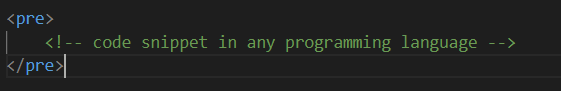 <pre>
<!-- code snippet in any programming language -->
</pre>